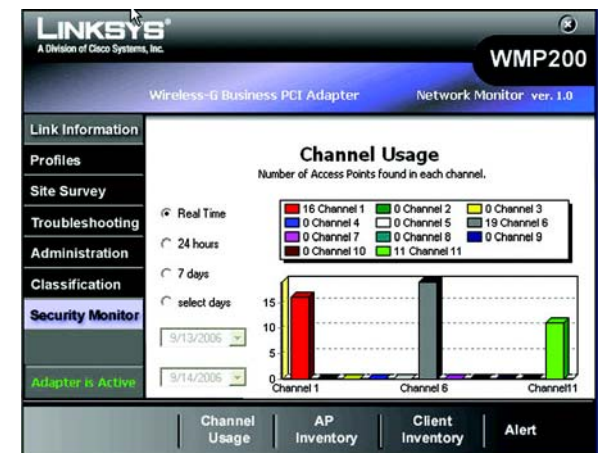 LINKSYS®
A Division of Cisco Systems, Inc.
WMP200
Wireless-G Business PCI Adapter
Network Monitor ver. 1.0
Link Information
Profiles
Site Survey
Troubleshooting
Administration
Classification
Security Monitor
Adapter is Active
Channel Usage
Number of Access Points found in each channel.
Real Time
24 hours
7 days
select days
9/13/2006
9/14/2006
16 Channel 1 0 Channel 2 0 Channel 3
0 Channel 4 0 Channel 5 19 Channel 6
0 Channel 7 0 Channel 8 0 Channel 9
0 Channel 10 11 Channel 11
15
10
5
0
Channel 1 Channel 6 Channel11
Channel Usage
AP Inventory
Client Inventory
Alert